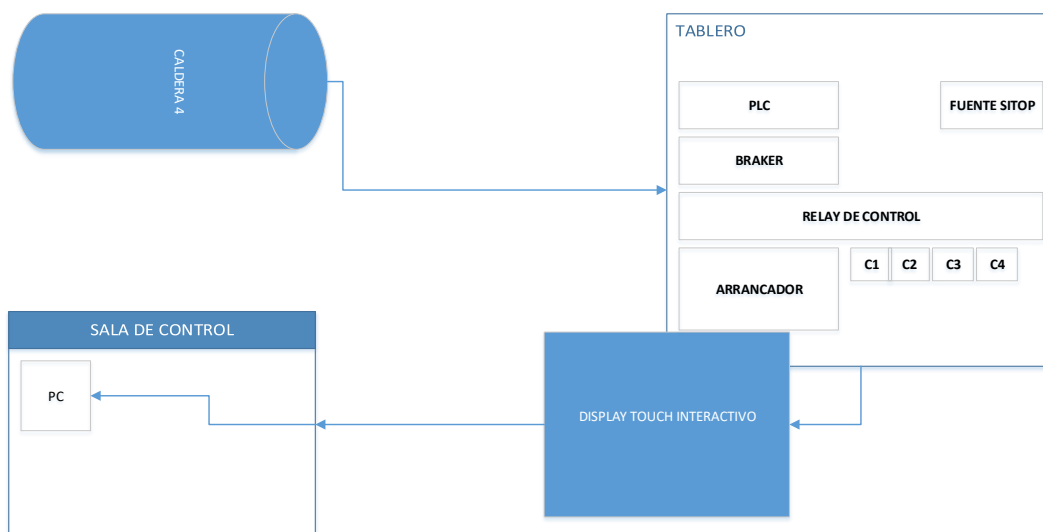 CALDERA 4
TABLERO
PLC
FUENTE SITOP
BRAKER
RELAY DE CONTROL
C1
C2
C3
C4
ARRANCADOR
SALA DE CONTROL
PC
DISPLAY TOUCH INTERACTIVO